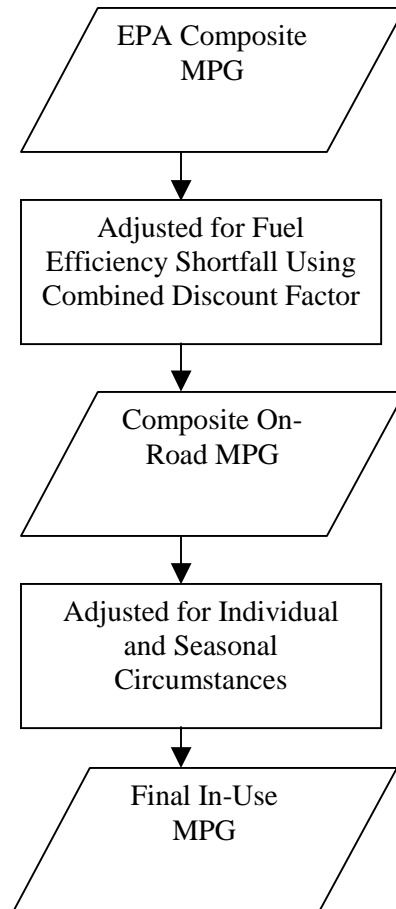 EPA Composite
MPG
Adjusted for Fuel
Efficiency Shortfall Using
Combined Discount Factor
Composite On-
Road MPG
Adjusted for Individual
and Seasonal
Circumstances
Final In-Use
MPG